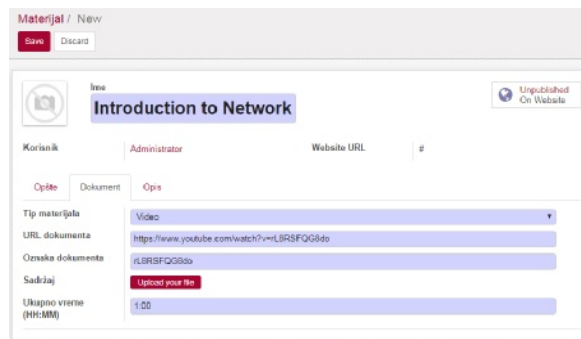 Materijal / New
Save Discard
Ime
Introduction to Network
Unpublished
On Website
Korisnik Administrator Website URL #
Opšte Dokument Opis
Tip materijala Video
URL dokumenta https://www.youtube.com/watch?v=rL8RSFQG8do
Oznaka dokumenta rL8RSFQG8do
Sadržaj Upload your file
Ukupno vreme
(HH:MM) 1:00